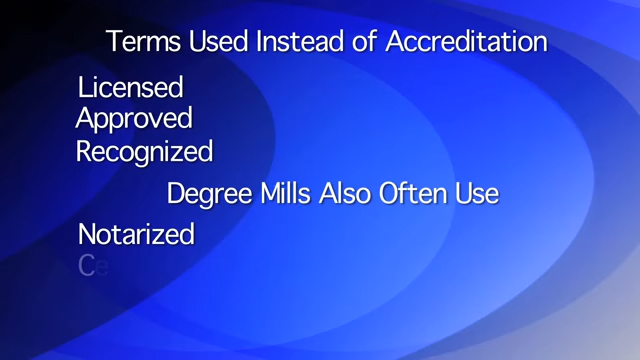 Terms Used Instead of Accreditation
Licensed
Approved
Recognized
Degree Mills Also Often Use
Notarized